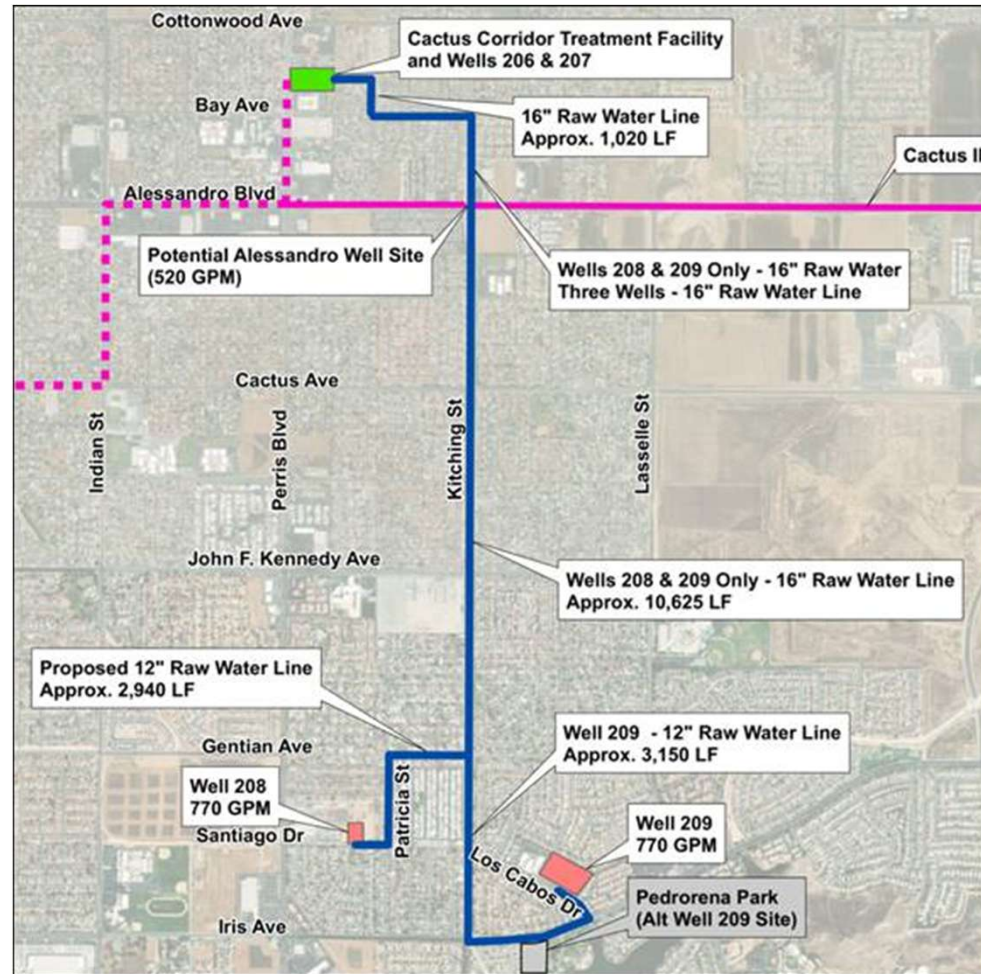 Cottonwood Ave
Cactus Corridor Treatment Facility
and Wells 206 & 207
Bay Ave
16" Raw Water Line
Approx. 1,020 LF
Cactus II
Alessandro Blvd
Potential Alessandro Well Site
(520 GPM)
Wells 208 & 209 Only - 16" Raw Water
Three Wells - 16" Raw Water Line
Cactus Ave
Indian St
Perris Blvd
Kitching St
Lasselle St
John F. Kennedy Ave
Wells 208 & 209 Only - 16" Raw Water Line
Approx. 10,625 LF
Proposed 12" Raw Water Line
Approx. 2,940 LF
Gentian Ave
Well 209 - 12" Raw Water Line
Approx. 3,150 LF
Well 208
770 GPM
Patricia St
Santiago Dr
Well 209
770 GPM
Los Cabos Dr
Pedrorena Park
(Alt Well 209 Site)
Iris Ave